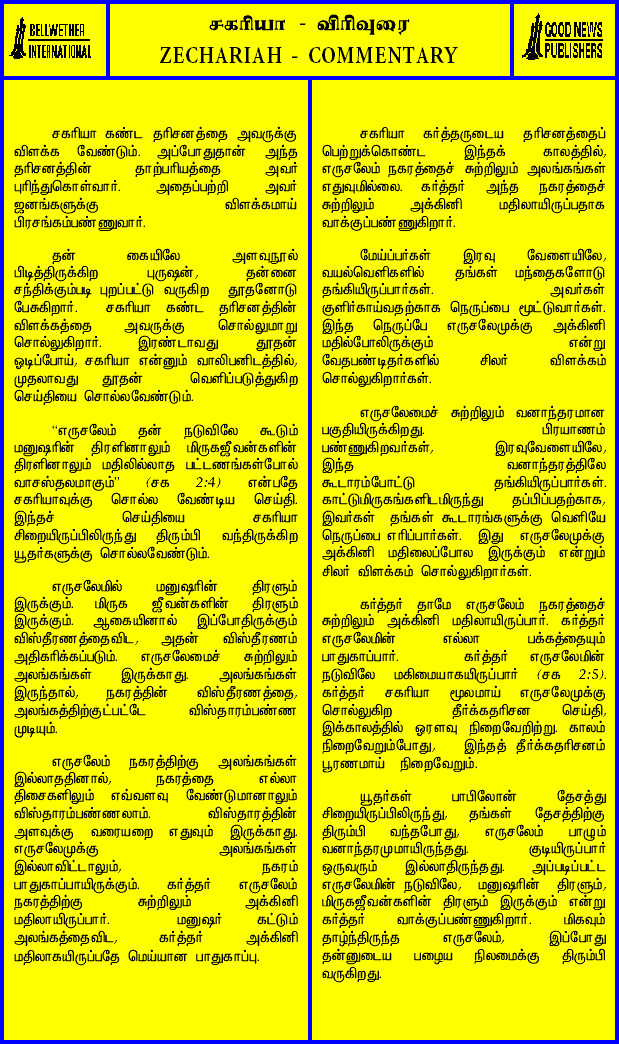 BELLWETHER
INTERNATIONAL
சகரியா - விரிவுரை
ZECHARIAH - COMMENTARY
GOOD NEWS
PUBLISHERS
சகரியா கண்ட தரிசனத்தை அவருக்கு
விளக்க வேண்டும். அப்போதுதான் அந்த
தரிசனத்தின் தாற்பரியத்தை அவர்
புரிந்துகொள்வார். அதைப்பற்றி அவர்
ஜனங்களுக்கு விளக்கமாய்
பிரசங்கம்பண்ணுவார்.
தன் கையிலே அளவுநூல்
பிடித்திருக்கிற புருஷன், தன்னை
சந்திக்கும்படி புறப்பட்டு வருகிற தூதனோடு
பேசுகிறார். சகரியா கண்ட தரிசனத்தின்
விளக்கத்தை அவருக்கு சொல்லுமாறு
சொல்லுகிறார். இரண்டாவது தூதன்
ஓடிப்போய், சகரியா என்னும் வாலிபனிடத்தில்,
முதலாவது தூதன் வெளிப்படுத்துகிற
செய்தியை சொல்லவேண்டும்.
“எருசலேம் தன் நடுவிலே கூடும்
மனுஷரின் திரளினாலும் மிருகஜீவன்களின்
திரளினாலும் மதிலில்லாத பட்டணங்கள்போல்
வாசஸ்தலமாகும்” (சக 2:4) என்பதே
சகரியாவுக்கு சொல்ல வேண்டிய செய்தி.
இந்தச் செய்தியை சகரியா
சிறையிருப்பிலிருந்து திரும்பி வந்திருக்கிற
யூதர்களுக்கு சொல்லவேண்டும்.
எருசலேமில் மனுஷரின் திரளும்
இருக்கும். மிருக ஜீவன்களின் திரளும்
இருக்கும். ஆகையினால் இப்போதிருக்கும்
விஸ்தீரணத்தைவிட, அதன் விஸ்தீரணம்
அதிகரிக்கப்படும். எருசலேமைச் சுற்றிலும்
அலங்கங்கள் இருக்காது. அலங்கங்கள்
இருந்தால், நகரத்தின் விஸ்தீரணத்தை,
அலங்கத்திற்குட்பட்டே விஸ்தாரம்பண்ண
முடியும்.
எருசலேம் நகரத்திற்கு அலங்கங்கள்
இல்லாததினால், நகரத்தை எல்லா
திசைகளிலும் எவ்வளவு வேண்டுமானாலும்
விஸ்தாரம்பண்ணலாம். விஸ்தாரத்தின்
அளவுக்கு வரையறை எதுவும் இருக்காது.
எருசலேமுக்கு அலங்கங்கள்
இல்லாவிட்டாலும், நகரம்
பாதுகாப்பாயிருக்கும். கர்த்தர் எருசலேம்
நகரத்திற்கு சுற்றிலும் அக்கினி
மதிலாயிருப்பார். மனுஷர் கட்டும்
அலங்கத்தைவிட, கர்த்தர் அக்கினி
மதிலாகயிருப்பதே மெய்யான பாதுகாப்பு.
சகரியா கர்த்தருடைய தரிசனத்தைப்
பெற்றுக்கொண்ட இந்தக் காலத்தில்,
எருசலேம் நகரத்தைச் சுற்றிலும் அலங்கங்கள்
எதுவுமில்லை. கர்த்தர் அந்த நகரத்தைச்
சுற்றிலும் அக்கினி மதிலாயிருப்பதாக
வாக்குப்பண்ணுகிறார்.
மேய்ப்பர்கள் இரவு வேளையிலே,
வயல்வெளிகளில் தங்கள் மந்தைகளோடு
தங்கியிருப்பார்கள். அவர்கள்
குளிர்காய்வதற்காக நெருப்பை மூட்டுவார்கள்.
இந்த நெருப்பே எருசலேமுக்கு அக்கினி
மதில்போலிருக்கும் என்று
வேதபண்டிதர்களில் சிலர் விளக்கம்
சொல்லுகிறார்கள்.
எருசலேமைச் சுற்றிலும் வனாந்தரமான
பகுதியிருக்கிறது. பிரயாணம்
பண்ணுகிறவர்கள், இரவுவேளையிலே,
இந்த வனாந்தரத்திலே
கூடாரம்போட்டு தங்கியிருப்பார்கள்.
காட்டுமிருகங்களிடமிருந்து தப்பிப்பதற்காக,
இவர்கள் தங்கள் கூடாரங்களுக்கு வெளியே
நெருப்பை எரிப்பார்கள். இது எருசலேமுக்கு
அக்கினி மதிலைப்போல இருக்கும் என்றும்
சிலர் விளக்கம் சொல்லுகிறார்கள்.
கர்த்தர் தாமே எருசலேம் நகரத்தைச்
சுற்றிலும் அக்கினி மதிலாயிருப்பார். கர்த்தர்
எருசலேமின் எல்லா பக்கத்தையும்
பாதுகாப்பார். கர்த்தர் எருசலேமின்
நடுவிலே மகிமையாகயிருப்பார் (சக 2:5).
கர்த்தர் சகரியா மூலமாய் எருசலேமுக்கு
சொல்லுகிற தீர்க்கதரிசன செய்தி,
இக்காலத்தில் ஓரளவு நிறைவேறிற்று. காலம்
நிறைவேறும்போது, இந்தத் தீர்க்கதரிசனம்
பூரணமாய் நிறைவேறும்.
யூதர்கள் பாபிலோன் தேசத்து
சிறையிருப்பிலிருந்து, தங்கள் தேசத்திற்கு
திரும்பி வந்தபோது, எருசலேம் பாழும்
வனாந்தரமுமாயிருந்தது. குடியிருப்பார்
ஒருவரும் இல்லாதிருந்தது. அப்படிப்பட்ட
எருசலேமின் நடுவிலே, மனுஷரின் திரளும்,
மிருகஜீவன்களின் திரளும் இருக்கும் என்று
கர்த்தர் வாக்குப்பண்ணுகிறார். மிகவும்
தாழ்ந்திருந்த எருசலேம், இப்போது
தன்னுடைய பழைய நிலமைக்கு திரும்பி
வருகிறது.